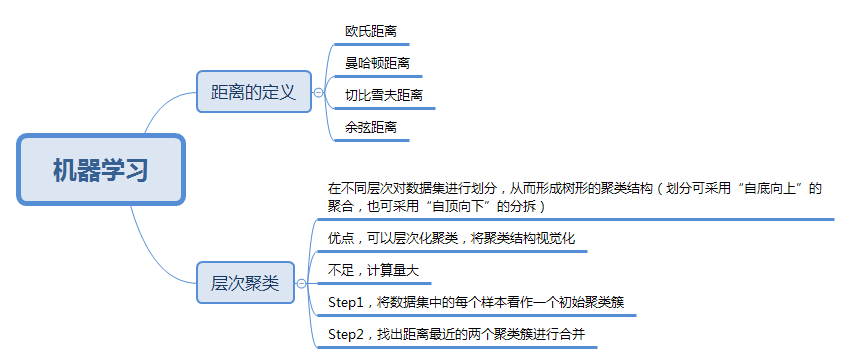 机器学习
距离的定义
欧氏距离
曼哈顿距离
切比雪夫距离
余弦距离
层次聚类
在不同层次对数据集进行划分，从而形成树形的聚类结构（划分可采用“自底向上”的
聚合，也可采用“自顶向下”的分拆）
优点，可以层次化聚类，将聚类结构视觉化
不足，计算量大
Step1，将数据集中的每个样本看作一个初始聚类簇
Step2，找出距离最近的两个聚类簇进行合并